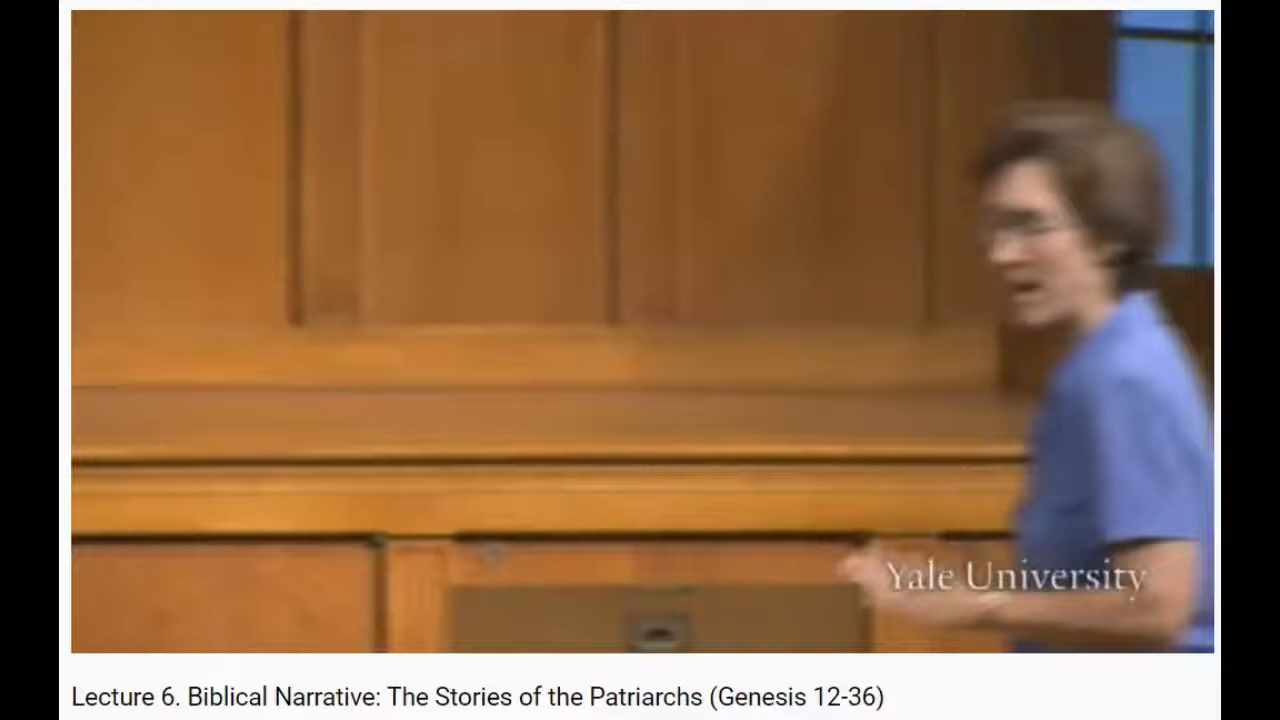 Yale University
Lecture 6. Biblical Narrative: The Stories of the Patriarchs (Genesis 12-36)